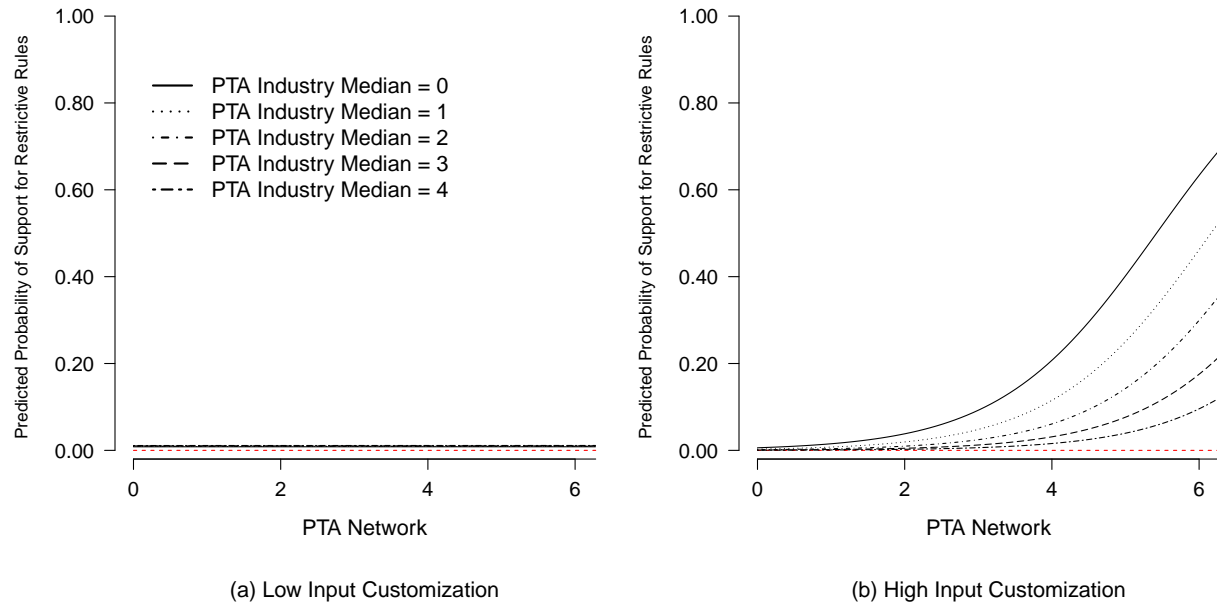 Predicted Probability of Support for Restrictive Rules
1.00
0.80
0.60
0.40
0.20
0.00
PTA Industry Median = 0
PTA Industry Median = 1
PTA Industry Median = 2
PTA Industry Median = 3
PTA Industry Median = 4
0 2 4 6
PTA Network
(a) Low Input Customization
Predicted Probability of Support for Restrictive Rules
1.00
0.80
0.60
0.40
0.20
0.00
0 2 4 6
PTA Network
(b) High Input Customization